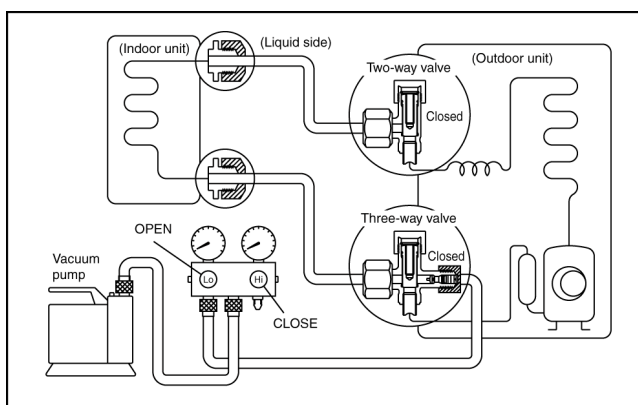 (Indoor unit)
(Liquid side)
Two-way valve
(Outdoor unit)
Closed
Three-way valve
Closed
OPEN
Vacuum
pump
Lo
Hi
CLOSE